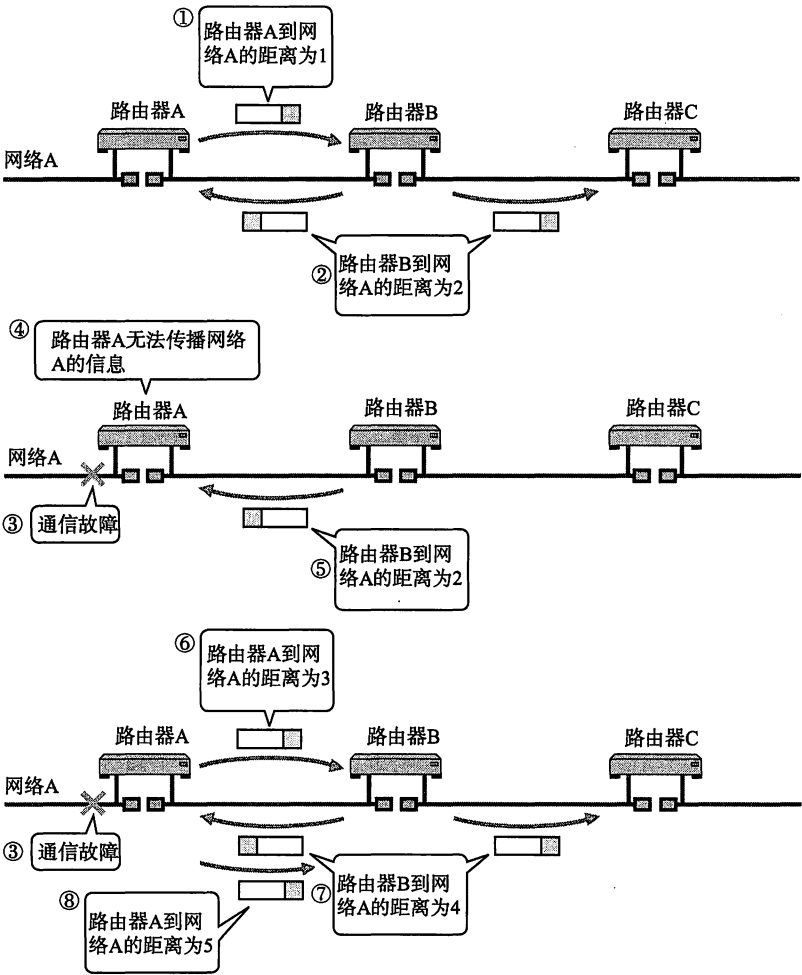 ①
路由器A到网
络A的距离为1
路由器A
路由器B
路由器C
网络A
②
路由器B到网
络A的距离为2
④
路由器A无法传播网络
A的信息
路由器A
路由器B
路由器C
网络A
③
通信故障
⑤
路由器B到网
络A的距离为2
⑥
路由器A到网
络A的距离为3
路由器A
路由器B
路由器C
网络A
③
通信故障
⑦
路由器B到网
络A的距离为4
⑧
路由器A到网
络A的距离为5